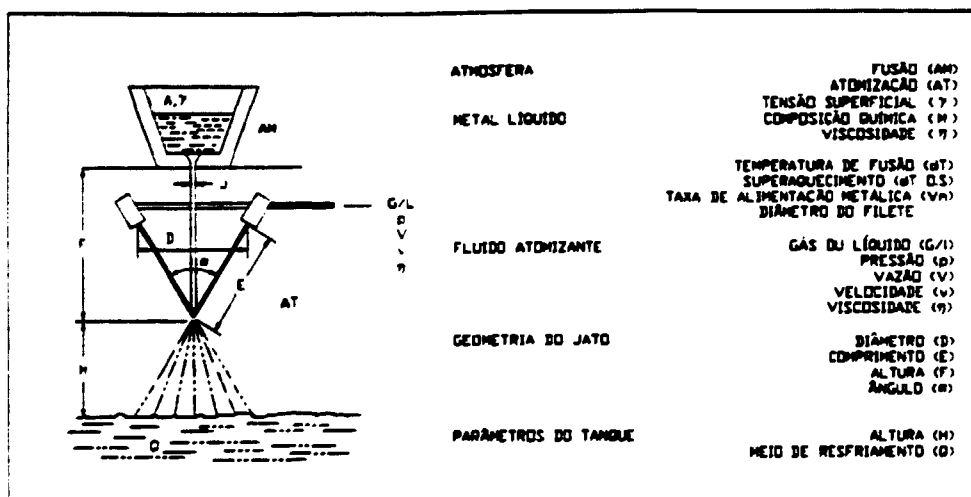 A,γ
AM
J
G/L
p
V
v
η
F
D
α
E
AT
H
Q
ATMOSFERA FUSÃO (AM)
ATOMIZAÇÃO (AT)
TENSÃO SUPERFICIAL (γ)
METAL LÍQUIDO COMPOSIÇÃO QUÍMICA (M)
VISCOSIDADE (η)
TEMPERATURA DE FUSÃO (dT)
SUPERAQUECIMENTO (dT O.S)
TAXA DE ALIMENTAÇÃO METÁLICA (Vm)
DIÂMETRO DO FILETE
FLUIDO ATOMIZANTE GÁS OU LÍQUIDO (G/l)
PRESSÃO (p)
VAZÃO (V)
VELOCIDADE (v)
VISCOSIDADE (η)
GEOMETRIA DO JATO DIÂMETRO (D)
COMPRIMENTO (E)
ALTURA (F)
ÂNGULO (α)
PARÂMETROS DO TANQUE ALTURA (H)
MEIO DE RESFRIAMENTO (Q)